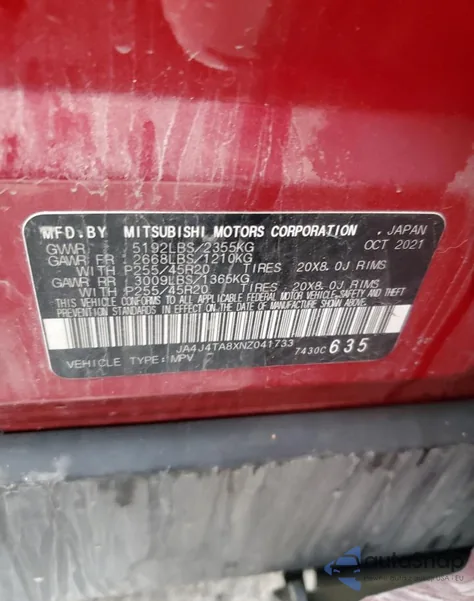 MFD.BY MITSUBISHI MOTORS CORPORATION, JAPAN
GVWR 5192LBS/2355KG OCT 2021
GAWR FR 2668LBS/1210KG
WITH P255/45R20 TIRES 20X8.0J RIMS
GAWR RR 3009LBS/1365KG
WITH P255/45R20 TIRES 20X8.0J RIMS
THIS VEHICLE CONFORMS TO ALL APPLICABLE FEDERAL MOTOR VEHICLE SAFETY AND THEFT
PREVENTION STANDARDS IN EFFECT ON THE DATE OF MANUFACTURE SHOWN ABOVE.
JA4J4TA8XNZ041733
VEHICLE TYPE: MPV 7430C 635
autosnap